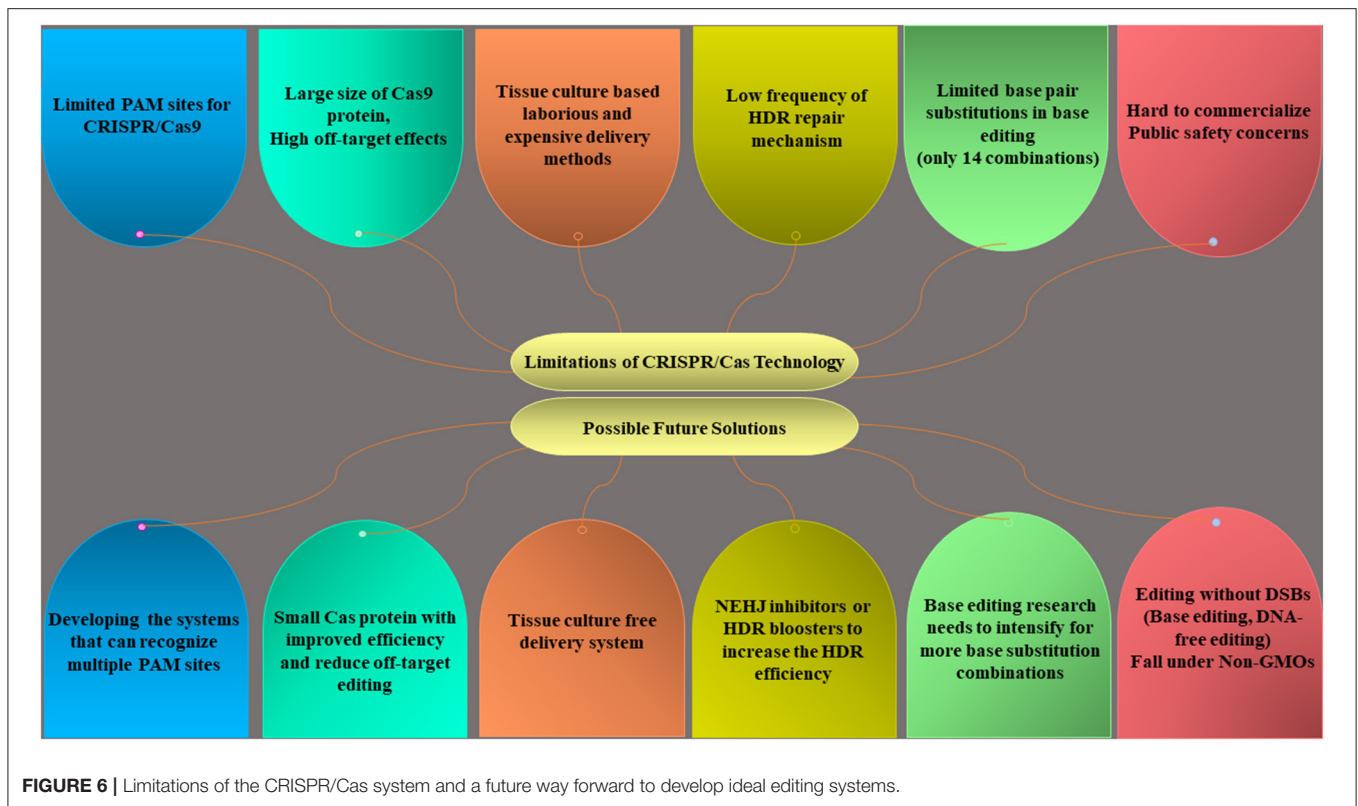 Limited PAM sites for
CRISPR/Cas9
Large size of Cas9
protein,
High off-target effects
Tissue culture based
laborious and
expensive delivery
methods
Low frequency of
HDR repair
mechanism
Limited base pair
substitutions in base
editing
(only 14 combinations)
Hard to commercialize
Public safety concerns
Limitations of CRISPR/Cas Technology
Possible Future Solutions
Developing the systems
that can recognize
multiple PAM sites
Small Cas protein with
improved efficiency
and reduce off-target
editing
Tissue culture free
delivery system
NEHJ inhibitors or
HDR bloosters to
increase the HDR
efficiency
Base editing research
needs to intensify for
more base substitution
combinations
Editing without DSBs
(Base editing, DNA-
free editing)
Fall under Non-GMOs
FIGURE 6 | Limitations of the CRISPR/Cas system and a future way forward to develop ideal editing systems.